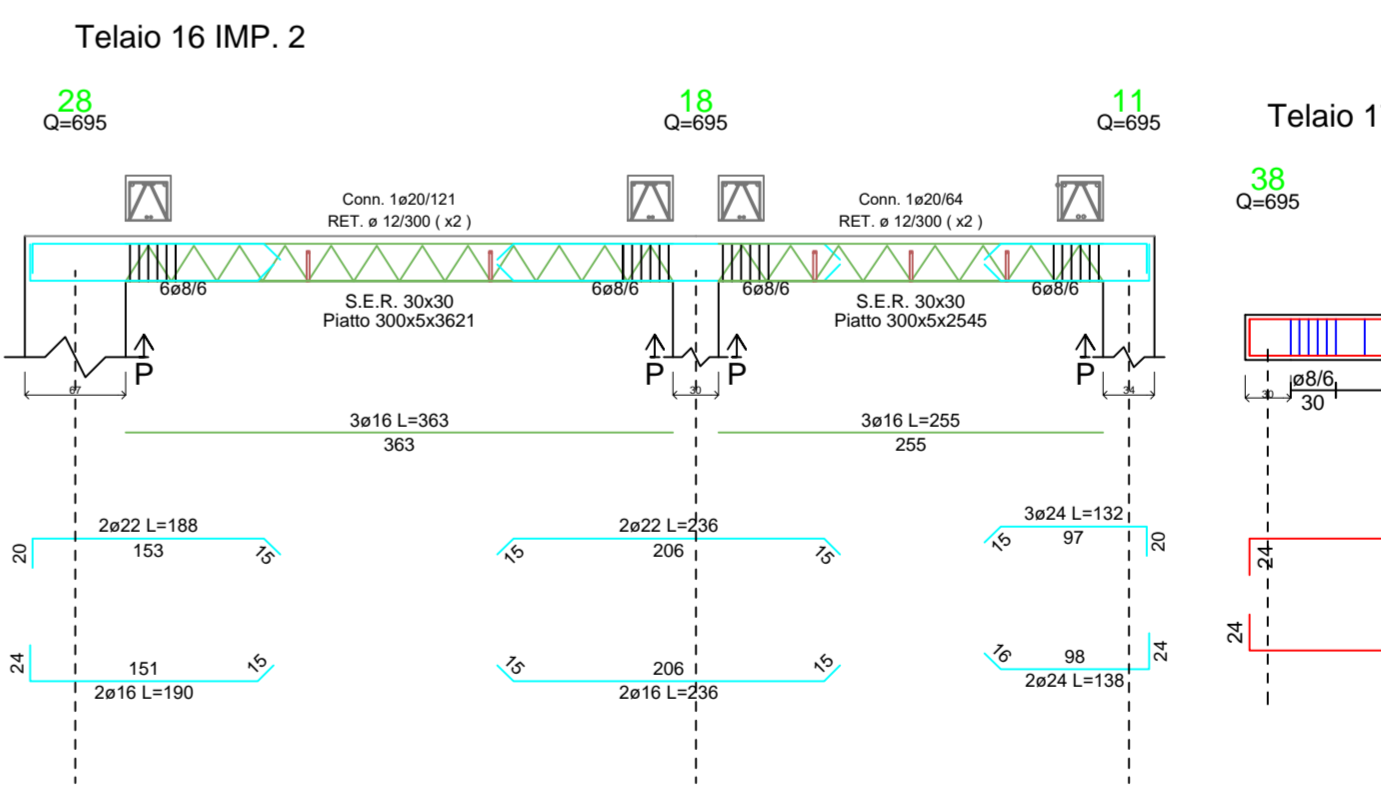 Telaio 16 IMP. 2
28
Q=695
18
Q=695
11
Q=695
Telaio 1
38
Q=695
Conn. 1ø20/121
RET. ø 12/300 ( x2 )
Conn. 1ø20/64
RET. ø 12/300 ( x2 )
6ø8/6
6ø8/6
6ø8/6
6ø8/6
S.E.R. 30x30
Piatto 300x5x3621
S.E.R. 30x30
Piatto 300x5x2545
P
P
P
P
67
30
34
30
ø8/6
30
3ø16 L=363
363
3ø16 L=255
255
2ø22 L=188
20
153
15
2ø22 L=236
15
206
15
3ø24 L=132
15
97
20
24
24
151
15
2ø16 L=190
15
206
15
2ø16 L=236
16
98
24
2ø24 L=138
24